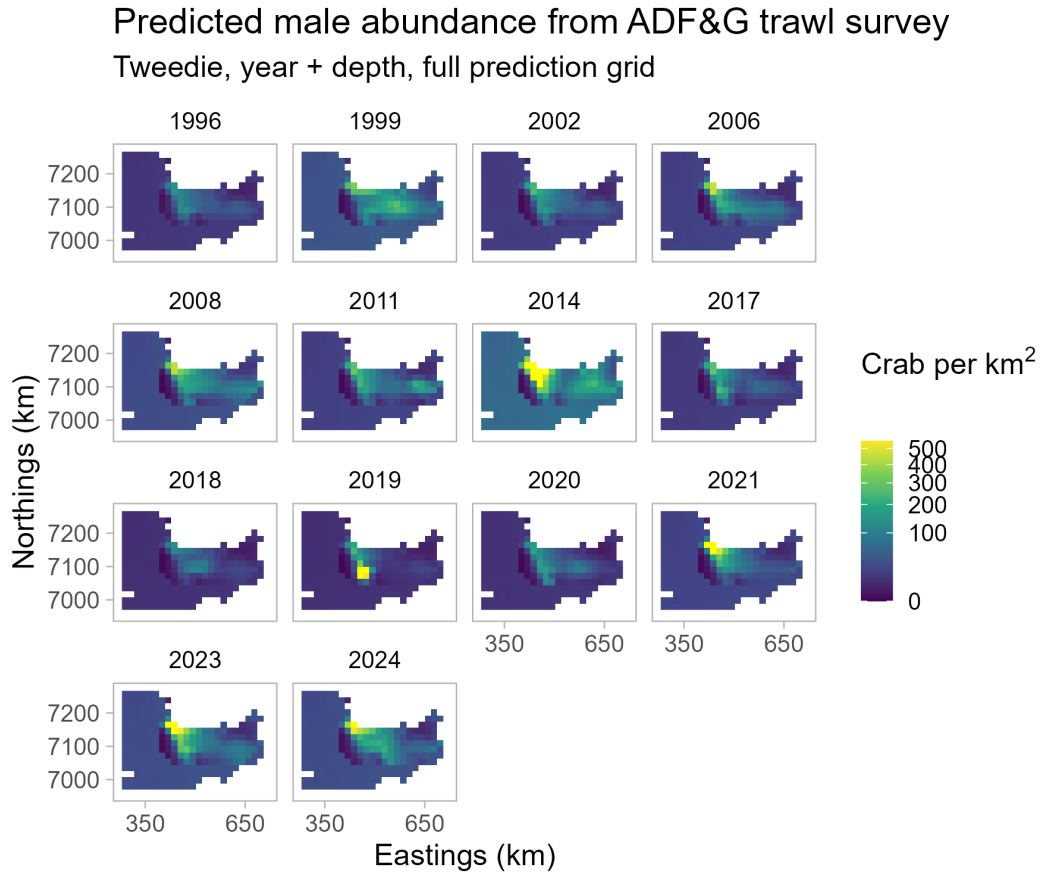 Predicted male abundance from ADF&G trawl survey
Tweedie, year + depth, full prediction grid
1996 1999 2002 2006
7200
7100
7000
2008 2011 2014 2017
7200
7100
7000
2018 2019 2020 2021
7200
7100
7000
350 650 350 650
2023 2024
7200
7100
7000
350 650 350 650
Eastings (km)
Northings (km)
Crab per km²
500
400
300
200
100
0